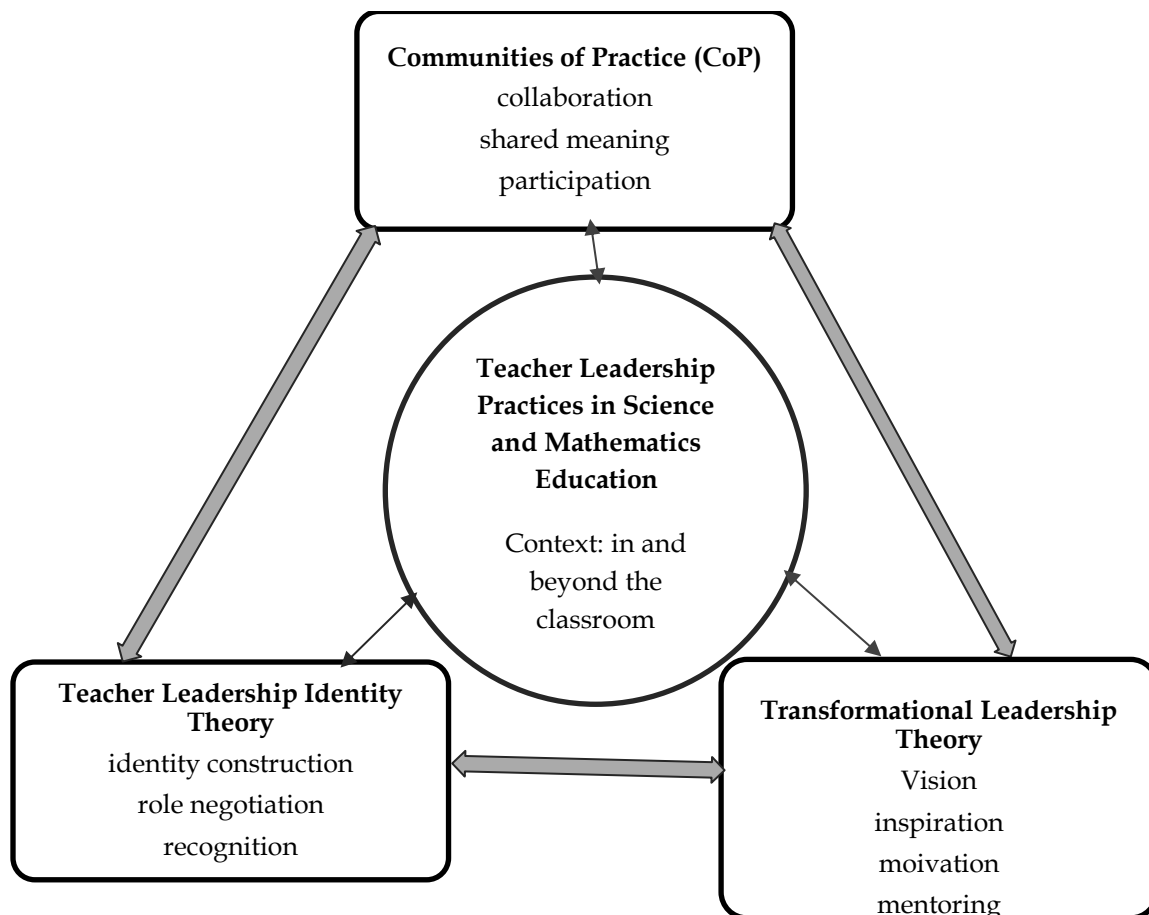 Communities of Practice (CoP)
collaboration
shared meaning
participation
Teacher Leadership
Practices in Science
and Mathematics
Education
Context: in and
beyond the
classroom
Teacher Leadership Identity
Theory
identity construction
role negotiation
recognition
Transformational Leadership
Theory
Vision
inspiration
moivation
mentoring